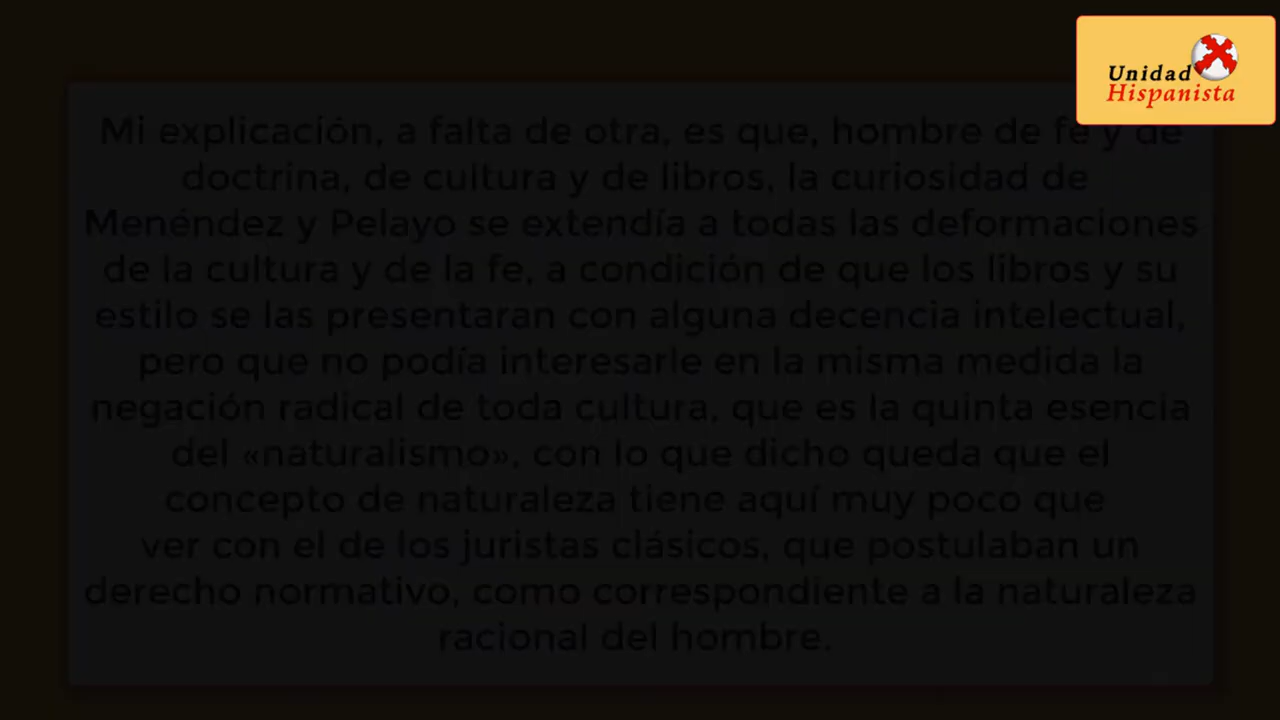 Unidad
Hispanista
Mi explicación, a falta de otra, es que, hombre de fe y de
doctrina, de cultura y de libros, la curiosidad de
Menéndez y Pelayo se extendía a todas las deformaciones
de la cultura y de la fe, a condición de que los libros y su
estilo se las presentaran con alguna decencia intelectual,
pero que no podía interesarle en la misma medida la
negación radical de toda cultura, que es la quinta esencia
del «naturalismo», con lo que dicho queda que el
concepto de naturaleza tiene aquí muy poco que
ver con el de los juristas clásicos, que postulaban un
derecho normativo, como correspondiente a la naturaleza
racional del hombre.